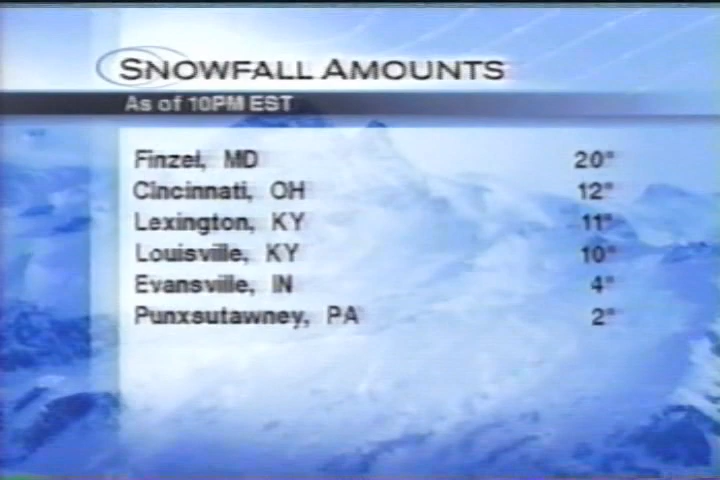 SNOWFALL AMOUNTS
As of 10PM EST
Finzel, MD 20"
Cincinnati, OH 12"
Lexington, KY 11"
Louisville, KY 10"
Evansville, IN 4"
Punxsutawney, PA 2"